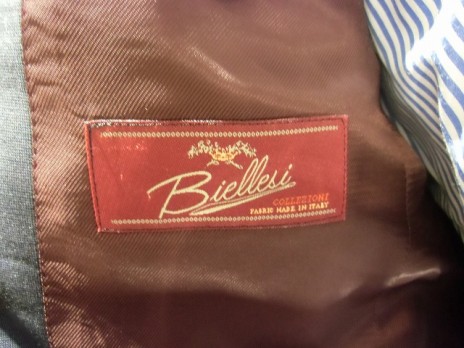 Biellesi
COLLEZIONI
FABRIC MADE IN ITALY